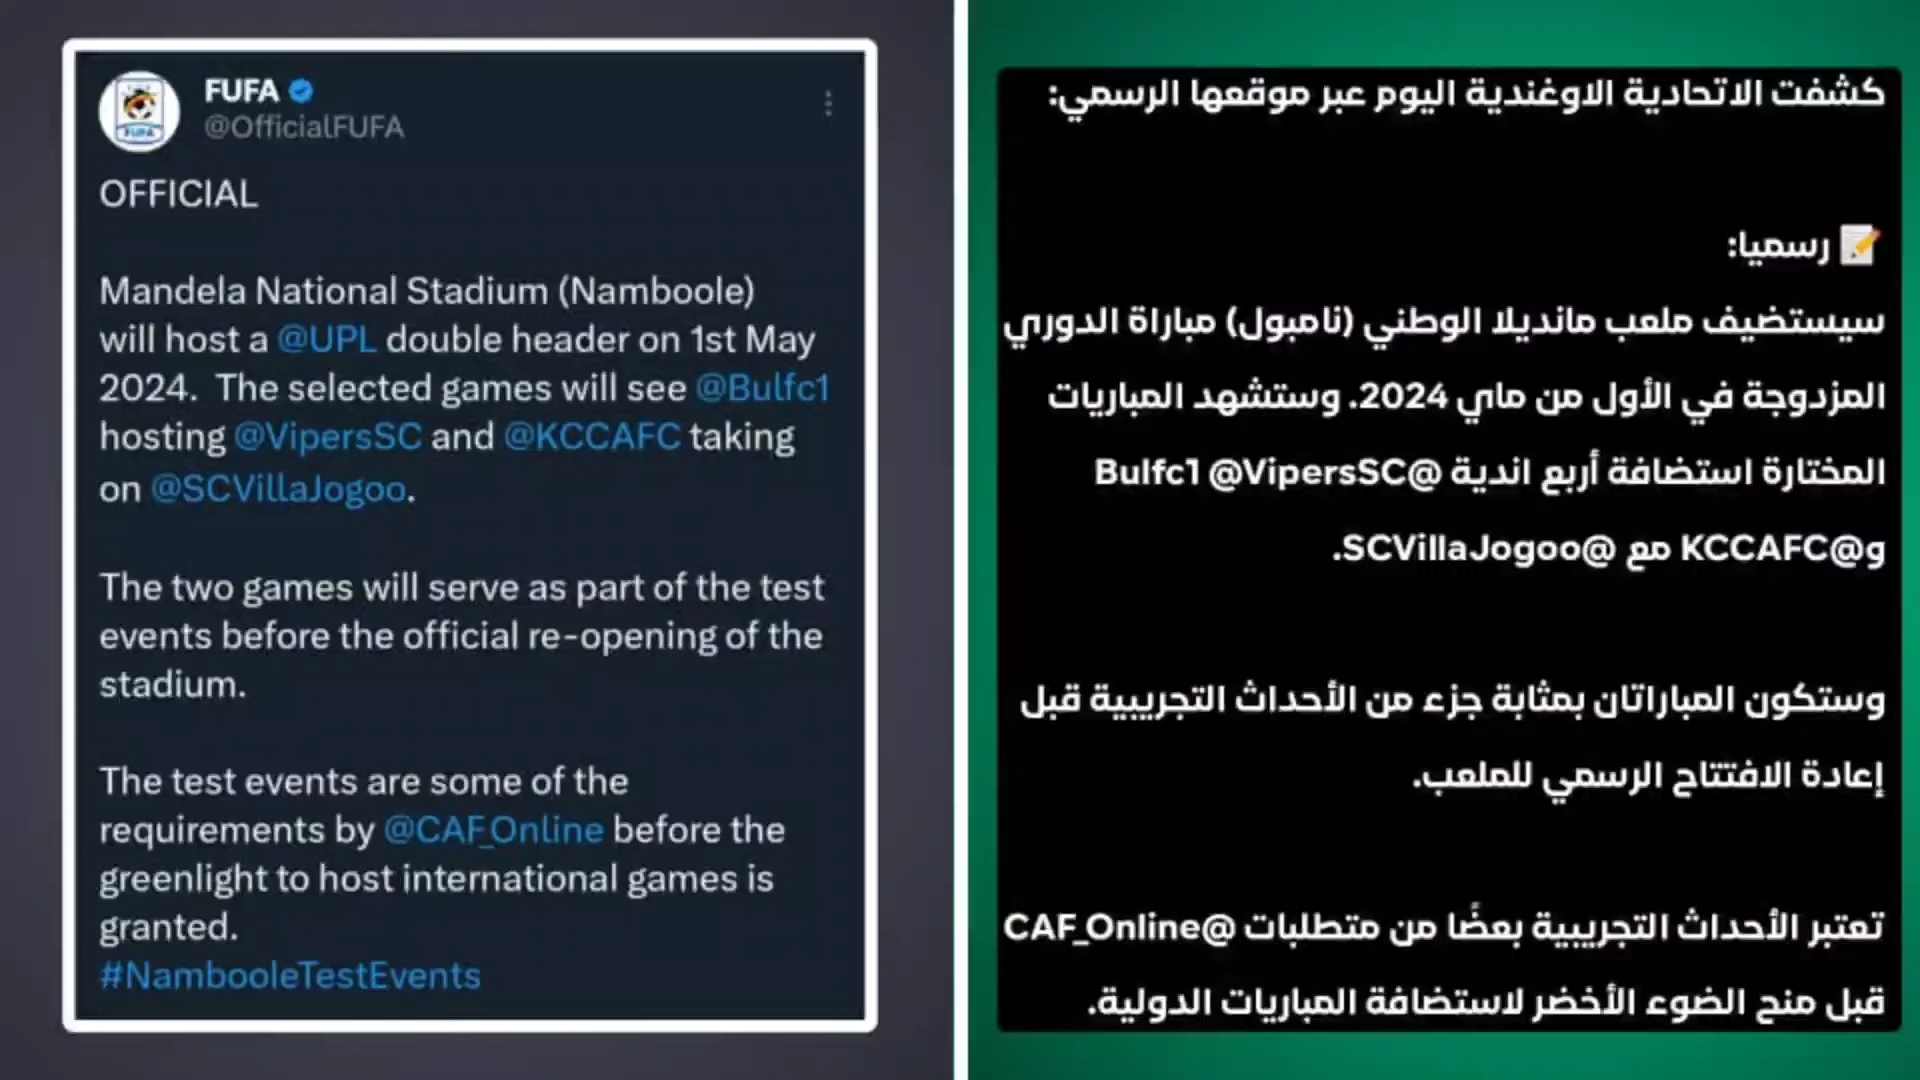 FUFA
@OfficialFUFA
OFFICIAL
Mandela National Stadium (Namboole)
will host a @UPL double header on 1st May
2024. The selected games will see @Bulfc1
hosting @VipersSC and @KCCAFC taking
on @SCVillaJogoo.
The two games will serve as part of the test
events before the official re-opening of the
stadium.
The test events are some of the
requirements by @CAF_Online before the
greenlight to host international games is
granted.
#NambooleTestEvents
كشفت الاتحادية الاوغندية اليوم عبر موقعها الرسمي:
📝 رسميا:
سيستضيف ملعب مانديلا الوطني (نامبول) مباراة الدوري
المزدوجة في الأول من ماي 2024. وستشهد المباريات
المختارة استضافة أربع اندية @Bulfc1 @VipersSC
و@KCCAFC مع @SCVillaJogoo.
وستكون المباراتان بمثابة جزء من الأحداث التجريبية قبل
إعادة الافتتاح الرسمي للملعب.
تعتبر الأحداث التجريبية بعضًا من متطلبات @CAF_Online
قبل منح الضوء الأخضر لاستضافة المباريات الدولية.